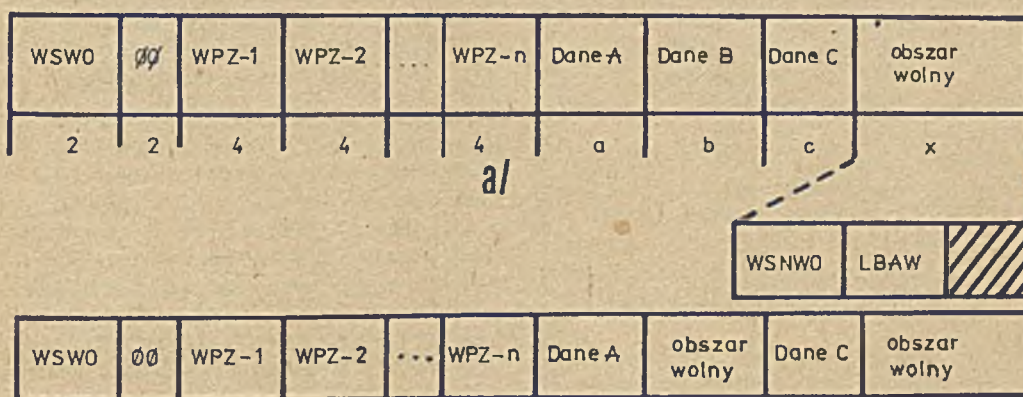 WSWO ØØ WPZ-1 WPZ-2 ... WPZ-n Dane A Dane B Dane C obszar wolny
2 2 4 4 4 a b c x
a/
WSNWO LBAW
WSWO ØØ WPZ-1 WPZ-2 ... WPZ-n Dane A obszar wolny Dane C obszar wolny